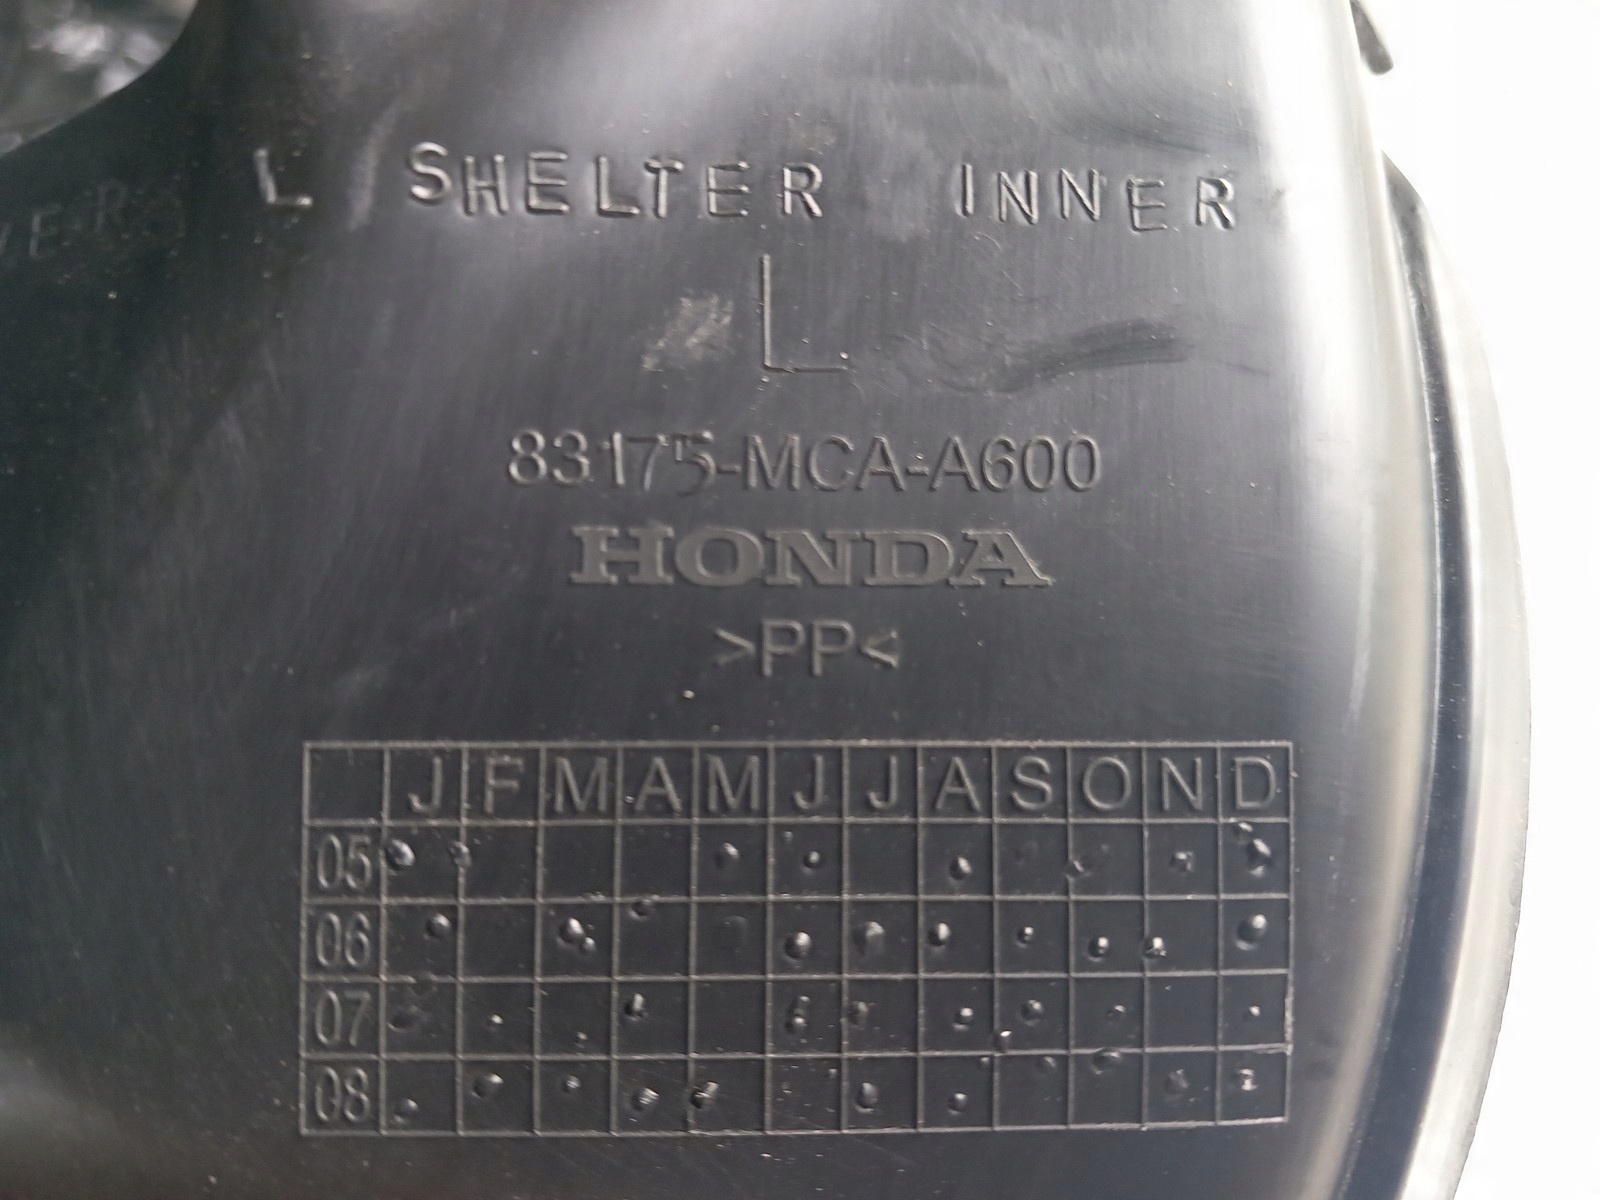 L SHELTER INNER
L
83175-MCA-A600
HONDA
>PP<
J F M A M J J A S O N D
05
06
07
08